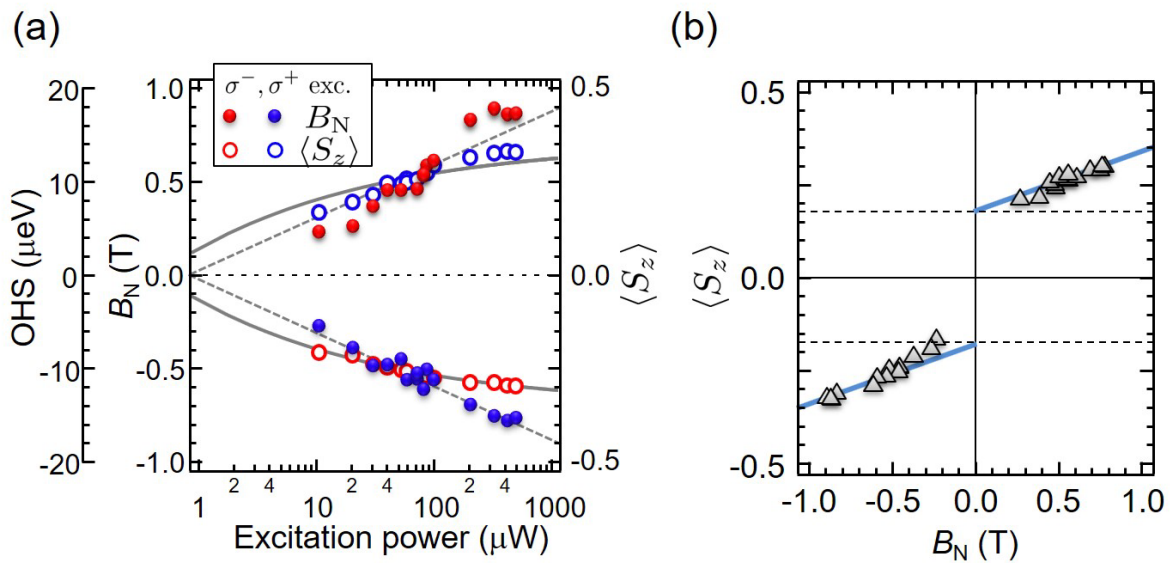 (a)
20
10
0
-10
-20
OHS (μeV)
1.0
0.5
0.0
-0.5
-1.0
B_N (T)
σ⁻, σ⁺ exc.
B_N
⟨S_z⟩
0.5
0.0
-0.5
⟨S_z⟩
1 2 4 10 2 4 100 2 4 1000
Excitation power (μW)
(b)
0.5
0.0
-0.5
⟨S_z⟩
-1.0 -0.5 0.0 0.5 1.0
B_N (T)